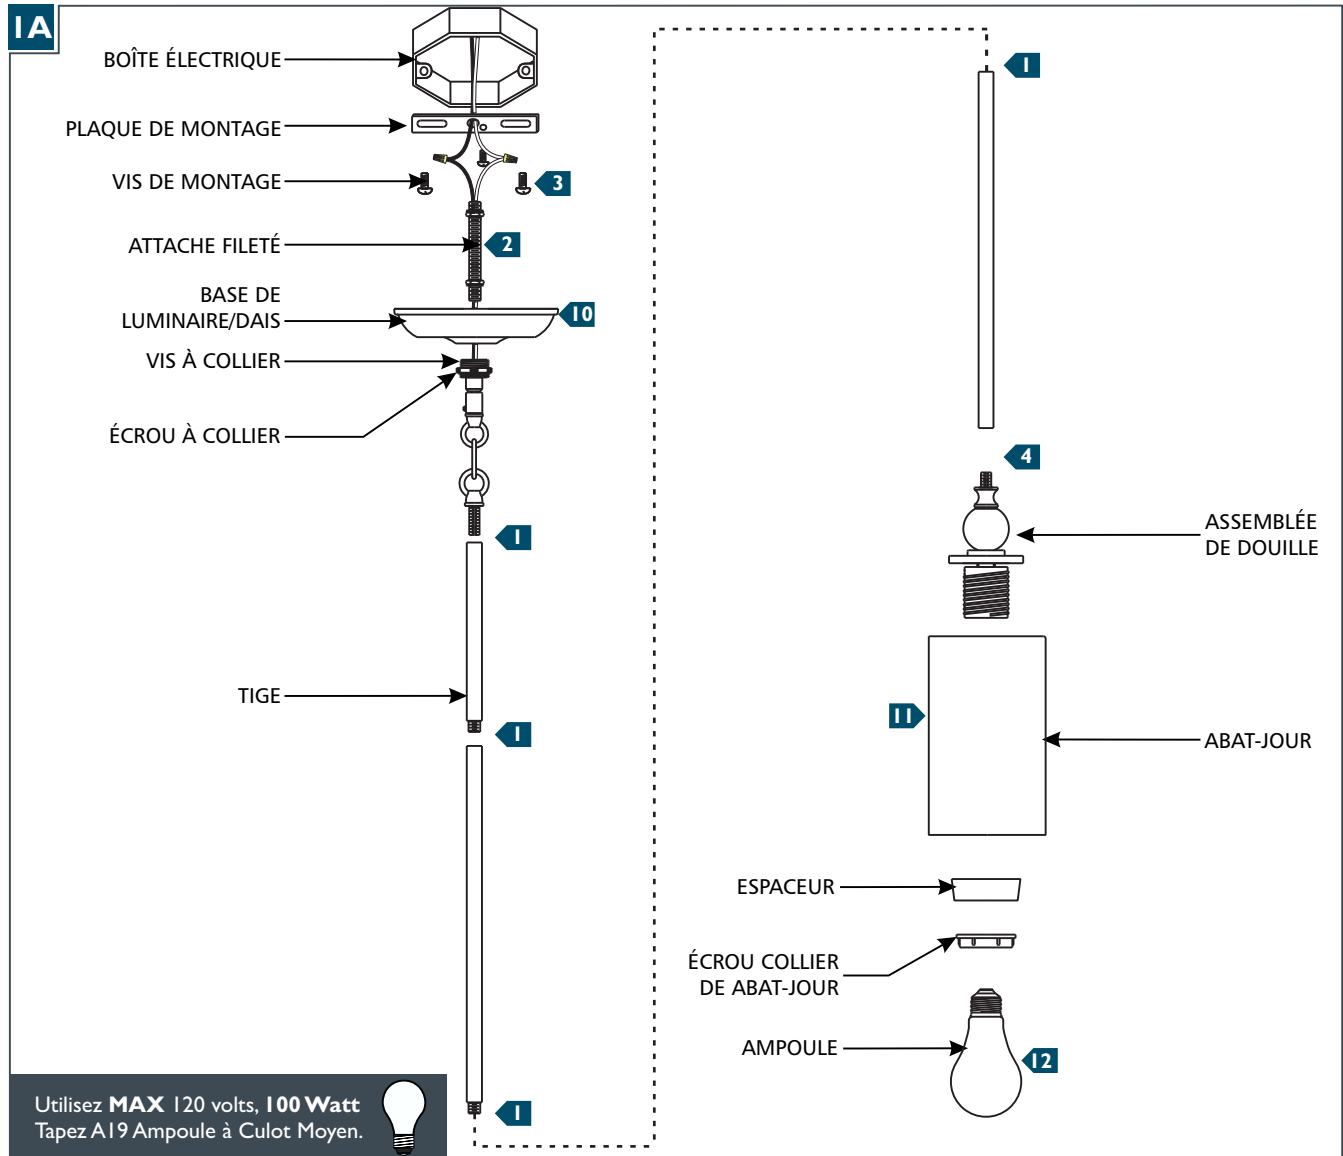 1A
BOÎTE ÉLECTRIQUE
PLAQUE DE MONTAGE
VIS DE MONTAGE
3
ATTACHE FILETÉ
2
BASE DE
LUMINAIRE/DAIS
10
VIS À COLLIER
ÉCROU À COLLIER
1
TIGE
1
1
Utilisez MAX 120 volts, 100 Watt
Tapez A19 Ampoule à Culot Moyen.
1
4
ASSEMBLÉE
DE DOUILLE
11
ABAT-JOUR
ESPACEUR
ÉCROU COLLIER
DE ABAT-JOUR
AMPOULE
12